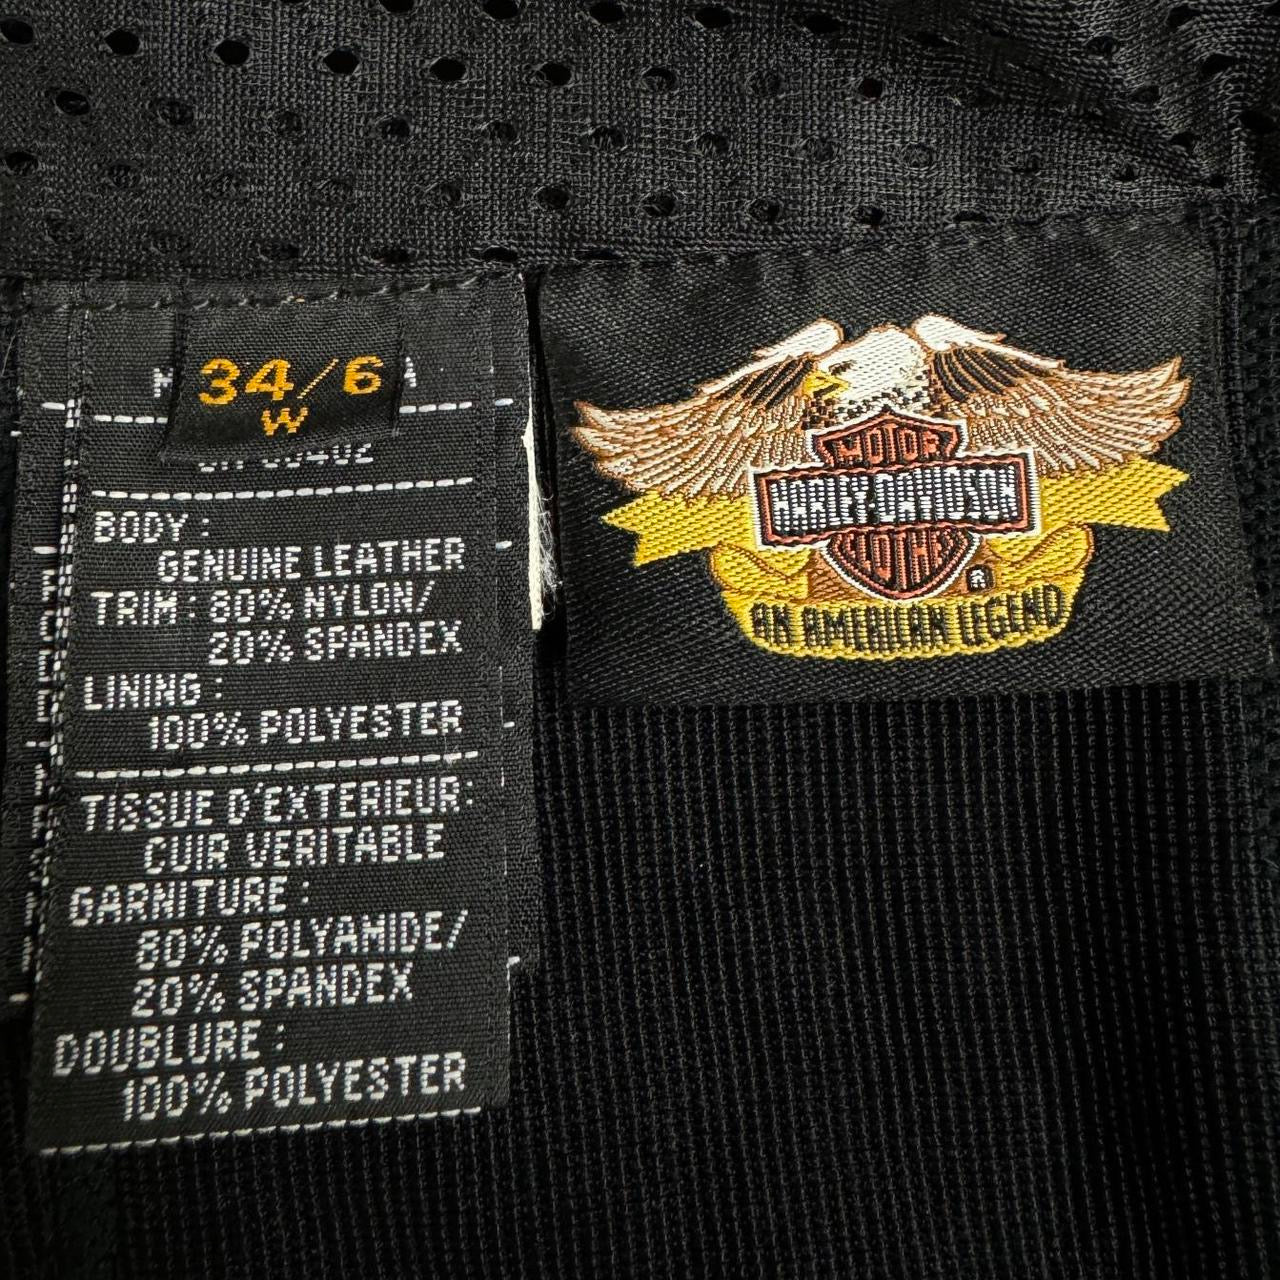 34/6
W
BODY:
GENUINE LEATHER
TRIM: 80% NYLON/
20% SPANDEX
LINING:
100% POLYESTER
TISSUE D'EXTERIEUR:
CUIR VERITABLE
GARNITURE:
80% POLYAMIDE/
20% SPANDEX
DOUBLURE:
100% POLYESTER
MOTOR
HARLEY-DAVIDSON
CLOTHES
®
AN AMERICAN LEGEND